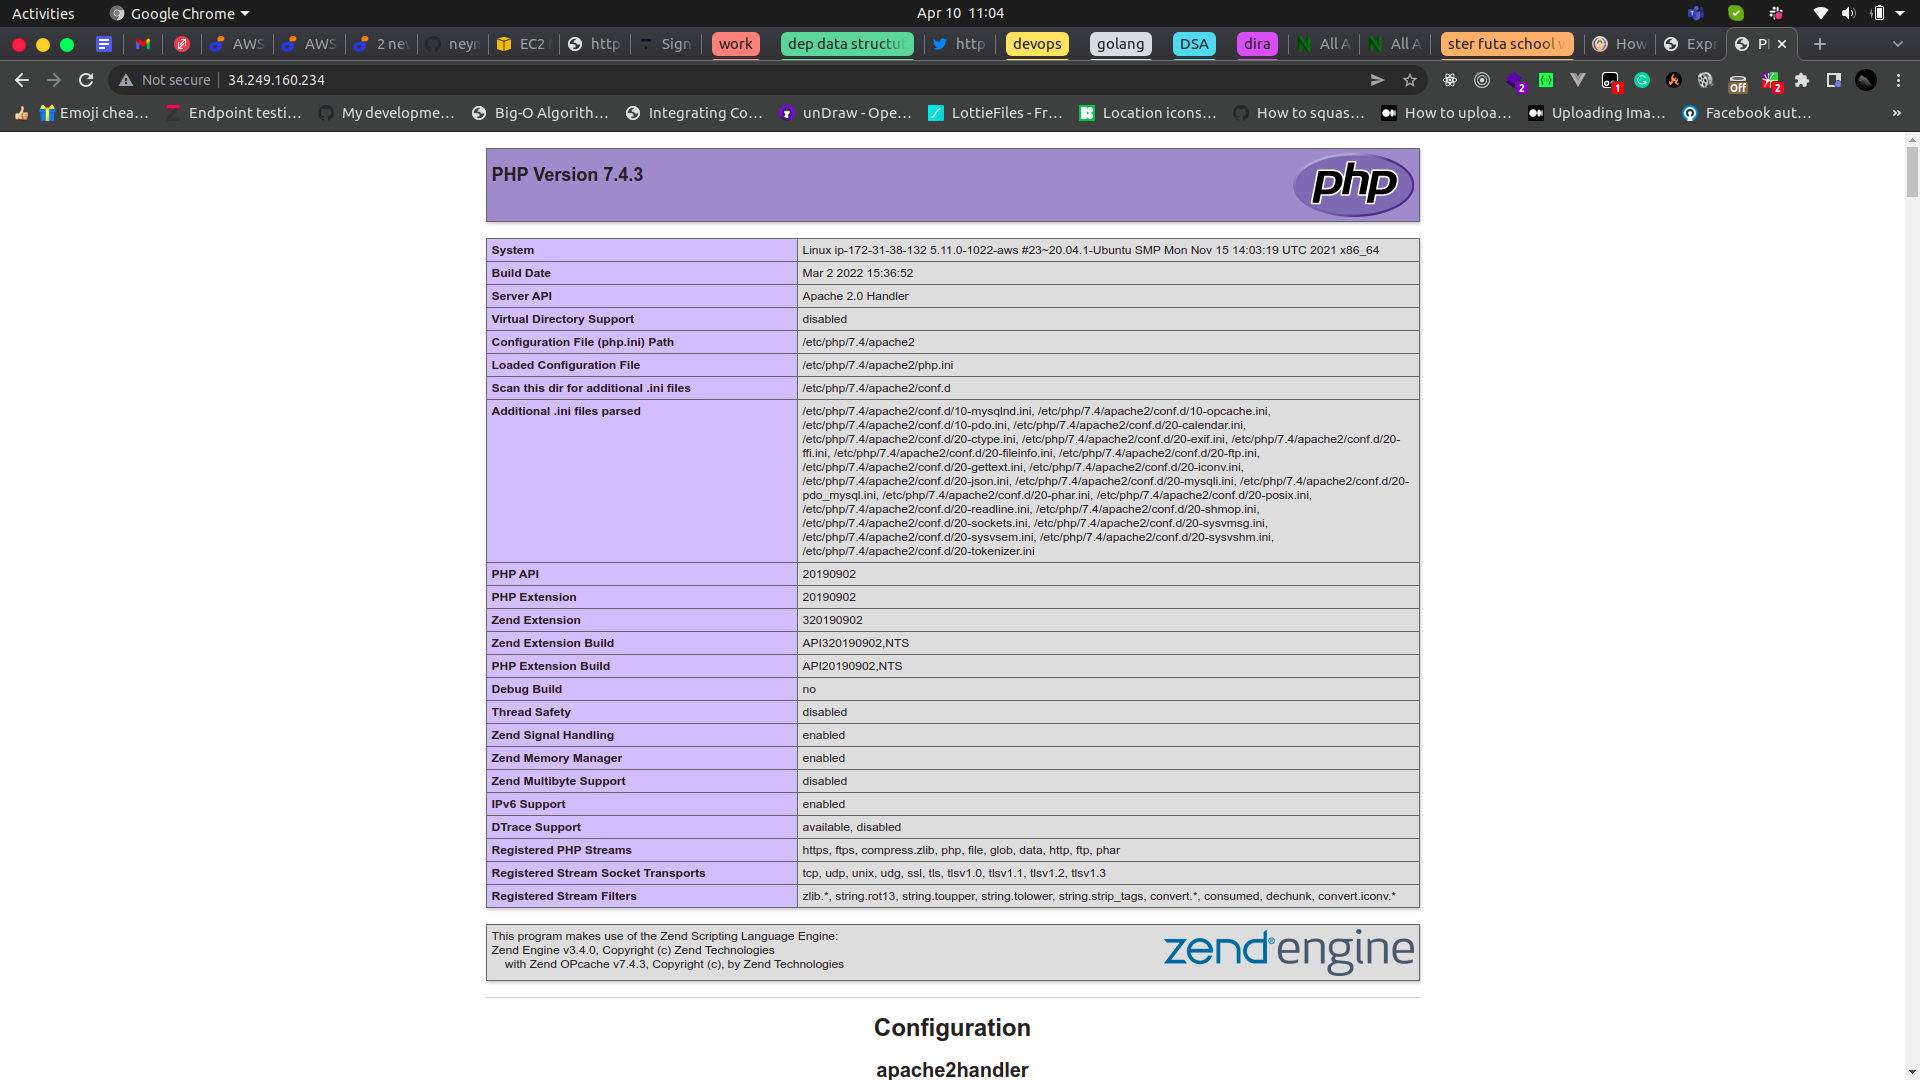 Activities
Google Chrome
Apr 10 11:04
AWS
AWS
2 nev
neyn
EC2
http
Sign
work
dep data structu
http
devops
golang
DSA
dira
All A
All A
ster futa school w
How
Expr
Not secure
34.249.160.234
2
1
Off
2
Emoji chea…
Endpoint testi…
My developme…
Big-O Algorith…
Integrating Co…
unDraw - Ope…
LottieFiles - Fr…
Location icons…
How to squas…
How to uploa…
Uploading Ima…
Facebook aut…
»
PHP Version 7.4.3
php
System Linux ip-172-31-38-132 5.11.0-1022-aws #23~20.04.1-Ubuntu SMP Mon Nov 15 14:03:19 UTC 2021 x86_64
Build Date Mar 2 2022 15:36:52
Server API Apache 2.0 Handler
Virtual Directory Support disabled
Configuration File (php.ini) Path /etc/php/7.4/apache2
Loaded Configuration File /etc/php/7.4/apache2/php.ini
Scan this dir for additional .ini files /etc/php/7.4/apache2/conf.d
Additional .ini files parsed /etc/php/7.4/apache2/conf.d/10-mysqlnd.ini, /etc/php/7.4/apache2/conf.d/10-opcache.ini,
/etc/php/7.4/apache2/conf.d/10-pdo.ini, /etc/php/7.4/apache2/conf.d/20-calendar.ini,
/etc/php/7.4/apache2/conf.d/20-ctype.ini, /etc/php/7.4/apache2/conf.d/20-exif.ini, /etc/php/7.4/apache2/conf.d/20-
ffi.ini, /etc/php/7.4/apache2/conf.d/20-fileinfo.ini, /etc/php/7.4/apache2/conf.d/20-ftp.ini,
/etc/php/7.4/apache2/conf.d/20-gettext.ini, /etc/php/7.4/apache2/conf.d/20-iconv.ini,
/etc/php/7.4/apache2/conf.d/20-json.ini, /etc/php/7.4/apache2/conf.d/20-mysqli.ini, /etc/php/7.4/apache2/conf.d/20-
pdo_mysql.ini, /etc/php/7.4/apache2/conf.d/20-phar.ini, /etc/php/7.4/apache2/conf.d/20-posix.ini,
/etc/php/7.4/apache2/conf.d/20-readline.ini, /etc/php/7.4/apache2/conf.d/20-shmop.ini,
/etc/php/7.4/apache2/conf.d/20-sockets.ini, /etc/php/7.4/apache2/conf.d/20-sysvmsg.ini,
/etc/php/7.4/apache2/conf.d/20-sysvsem.ini, /etc/php/7.4/apache2/conf.d/20-sysvshm.ini,
/etc/php/7.4/apache2/conf.d/20-tokenizer.ini
PHP API 20190902
PHP Extension 20190902
Zend Extension 320190902
Zend Extension Build API320190902,NTS
PHP Extension Build API20190902,NTS
Debug Build no
Thread Safety disabled
Zend Signal Handling enabled
Zend Memory Manager enabled
Zend Multibyte Support disabled
IPv6 Support enabled
DTrace Support available, disabled
Registered PHP Streams https, ftps, compress.zlib, php, file, glob, data, http, ftp, phar
Registered Stream Socket Transports tcp, udp, unix, udg, ssl, tls, tlsv1.0, tlsv1.1, tlsv1.2, tlsv1.3
Registered Stream Filters zlib.*, string.rot13, string.toupper, string.tolower, string.strip_tags, convert.*, consumed, dechunk, convert.iconv.*
This program makes use of the Zend Scripting Language Engine:
Zend Engine v3.4.0, Copyright (c) Zend Technologies
with Zend OPcache v7.4.3, Copyright (c), by Zend Technologies
zend®engine
Configuration
apache2handler